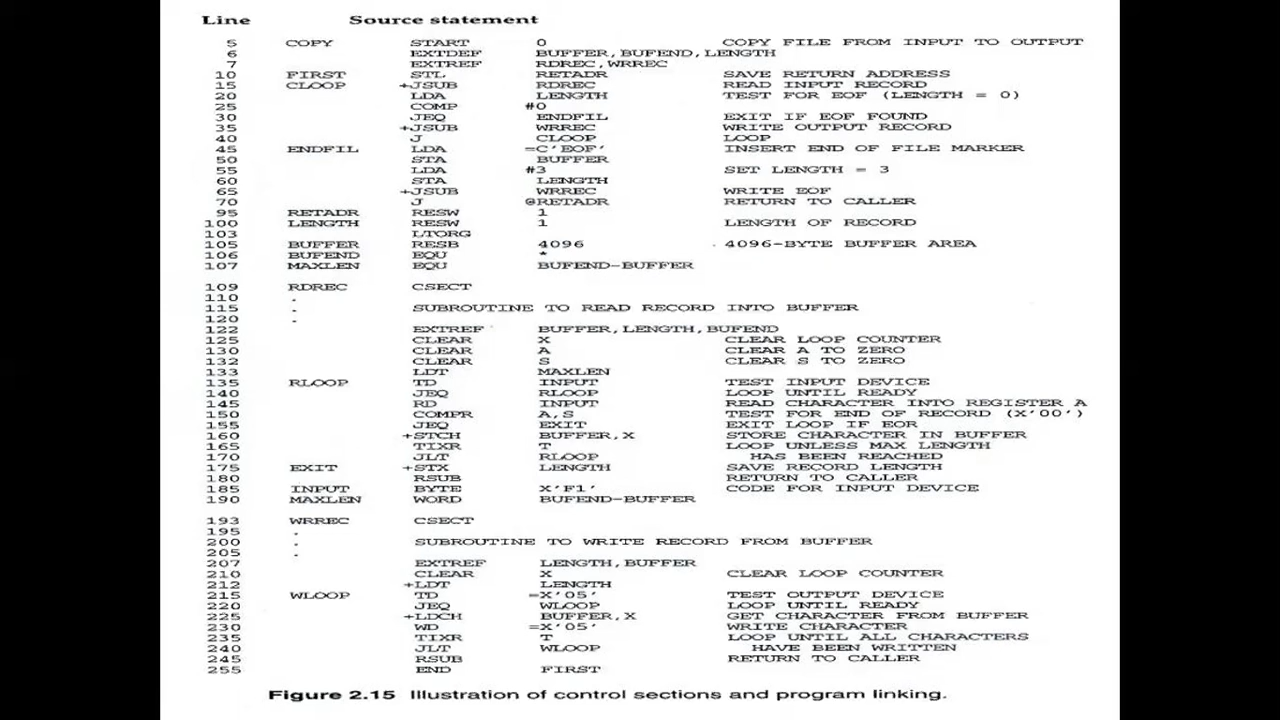 Line Source statement
5 COPY START 0 COPY FILE FROM INPUT TO OUTPUT
6 EXTDEF BUFFER,BUFEND,LENGTH
7 EXTREF RDREC,WRREC
10 FIRST STL RETADR SAVE RETURN ADDRESS
15 CLOOP +JSUB RDREC READ INPUT RECORD
20 LDA LENGTH TEST FOR EOF (LENGTH = 0)
25 COMP #0
30 JEQ ENDFIL EXIT IF EOF FOUND
35 +JSUB WRREC WRITE OUTPUT RECORD
40 J CLOOP LOOP
45 ENDFIL LDA =C'EOF' INSERT END OF FILE MARKER
50 STA BUFFER
55 LDA #3 SET LENGTH = 3
60 STA LENGTH
65 +JSUB WRREC WRITE EOF
70 J @RETADR RETURN TO CALLER
95 RETADR RESW 1
100 LENGTH RESW 1 LENGTH OF RECORD
103 LTORG
105 BUFFER RESB 4096 4096-BYTE BUFFER AREA
106 BUFEND EQU *
107 MAXLEN EQU BUFEND-BUFFER
109 RDREC CSECT
110 .
115 . SUBROUTINE TO READ RECORD INTO BUFFER
120 .
122 EXTREF BUFFER,LENGTH,BUFEND
125 CLEAR X CLEAR LOOP COUNTER
130 CLEAR A CLEAR A TO ZERO
132 CLEAR S CLEAR S TO ZERO
133 LDT MAXLEN
135 RLOOP TD INPUT TEST INPUT DEVICE
140 JEQ RLOOP LOOP UNTIL READY
145 RD INPUT READ CHARACTER INTO REGISTER A
150 COMPR A,S TEST FOR END OF RECORD (X'00')
155 JEQ EXIT EXIT LOOP IF EOR
160 +STCH BUFFER,X STORE CHARACTER IN BUFFER
165 TIXR T LOOP UNLESS MAX LENGTH
170 JLT RLOOP HAS BEEN REACHED
175 EXIT +STX LENGTH SAVE RECORD LENGTH
180 RSUB RETURN TO CALLER
185 INPUT BYTE X'F1' CODE FOR INPUT DEVICE
190 MAXLEN WORD BUFEND-BUFFER
193 WRREC CSECT
195 .
200 . SUBROUTINE TO WRITE RECORD FROM BUFFER
205 .
207 EXTREF LENGTH,BUFFER
210 CLEAR X CLEAR LOOP COUNTER
212 +LDT LENGTH
215 WLOOP TD =X'05' TEST OUTPUT DEVICE
220 JEQ WLOOP LOOP UNTIL READY
225 +LDCH BUFFER,X GET CHARACTER FROM BUFFER
230 WD =X'05' WRITE CHARACTER
235 TIXR T LOOP UNTIL ALL CHARACTERS
240 JLT WLOOP HAVE BEEN WRITTEN
245 RSUB RETURN TO CALLER
255 END FIRST
Figure 2.15 Illustration of control sections and program linking.